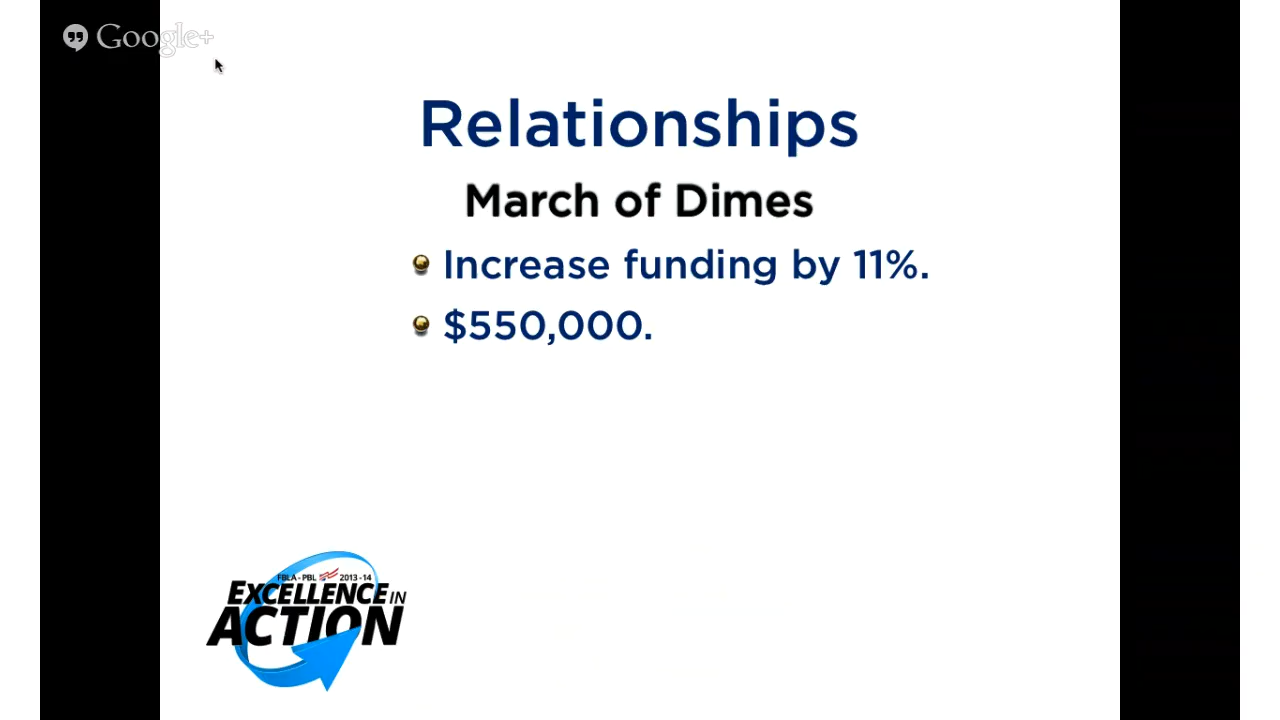 Google+
Relationships
March of Dimes
Increase funding by 11%.
$550,000.
FBLA-PBL 2013-14
EXCELLENCE IN
ACTION